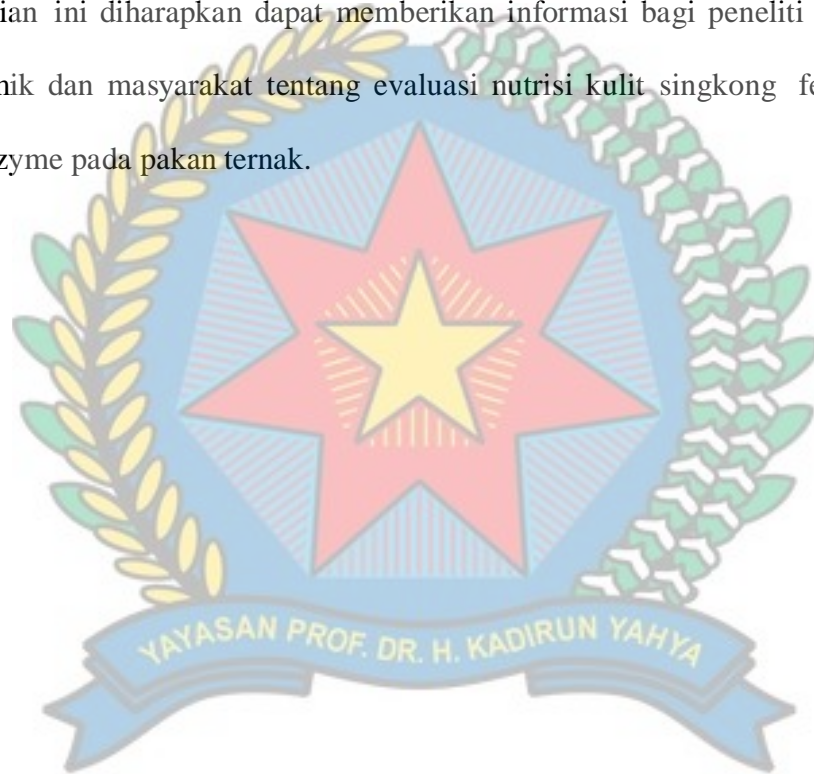 ian ini diharapkan dapat memberikan informasi bagi peneliti
nik dan masyarakat tentang evaluasi nutrisi kulit singkong fe
zyme pada pakan ternak.
YAYASAN PROF. DR. H. KADIRUN YAHYA